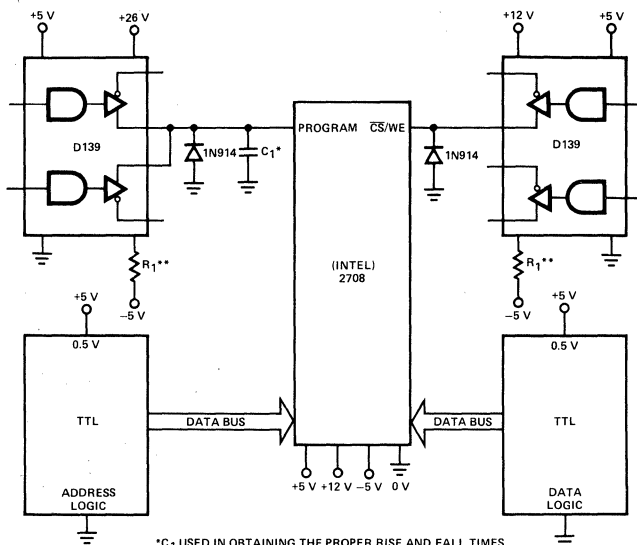 +5 V
+26 V
+12 V
+5 V
D139
PROGRAM
C̅S̅/WE
1N914
C1*
1N914
D139
R1**
−5 V
(INTEL)
2708
R1**
−5 V
+5 V
0.5 V
TTL
ADDRESS
LOGIC
DATA BUS
DATA BUS
+5 V
0.5 V
TTL
DATA
LOGIC
+5 V +12 V −5 V 0 V
*C1 USED IN OBTAINING THE PROPER RISE AND FALL TIMES